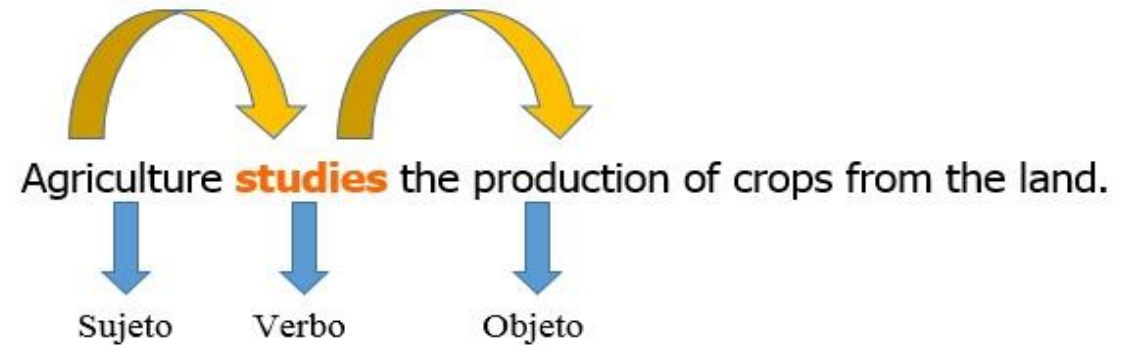 Agriculture studies the production of crops from the land.
Sujeto Verbo Objeto